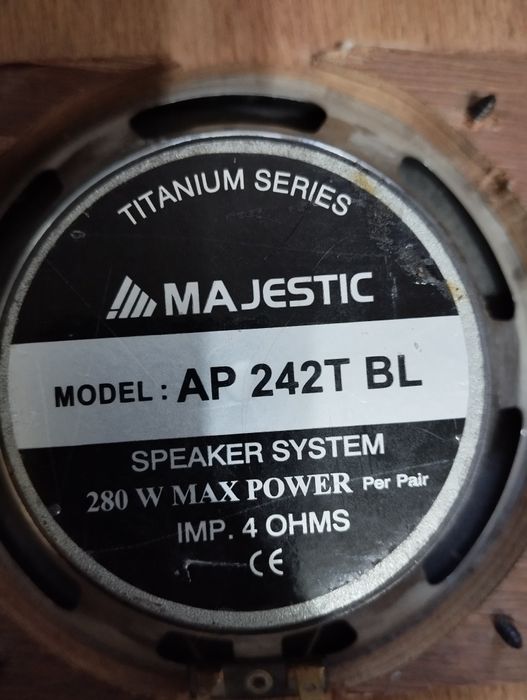 TITANIUM SERIES
MAJESTIC
MODEL : AP 242T BL
SPEAKER SYSTEM
280 W MAX POWER Per Pair
IMP. 4 OHMS
CE